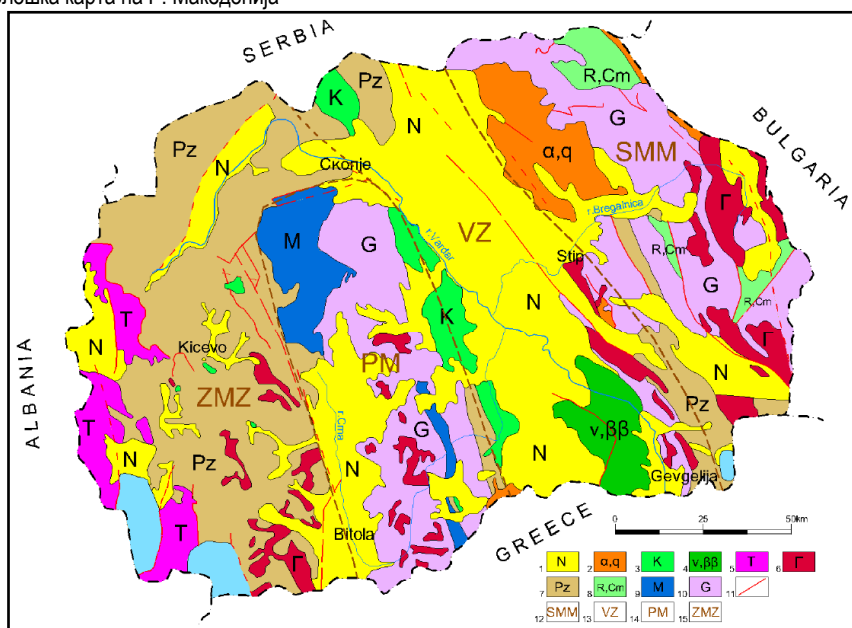 олошка карта на Р. Македонија
SERBIA
BULGARIA
ALBANIA
GREECE
Pz
K
Pz
N
Скопје
N
α,q
R,Cm
G
SMM
Г
r.Bregalnica
M
G
r.Vardar
VZ
Stip
R,Cm
G
R,Cm
T
N
Kicevo
ZMZ
PM
K
N
N
Г
T
N
Pz
T
r.Crna
N
G
N
ν,ββ
Pz
Gevgelija
Bitola
Г
0 25 50km
1 N 2 α,q 3 K 4 ν,ββ 5 T 6 Г
7 Pz 8 R,Cm 9 M 10 G 11
12 SMM 13 VZ 14 PM 15 ZMZ